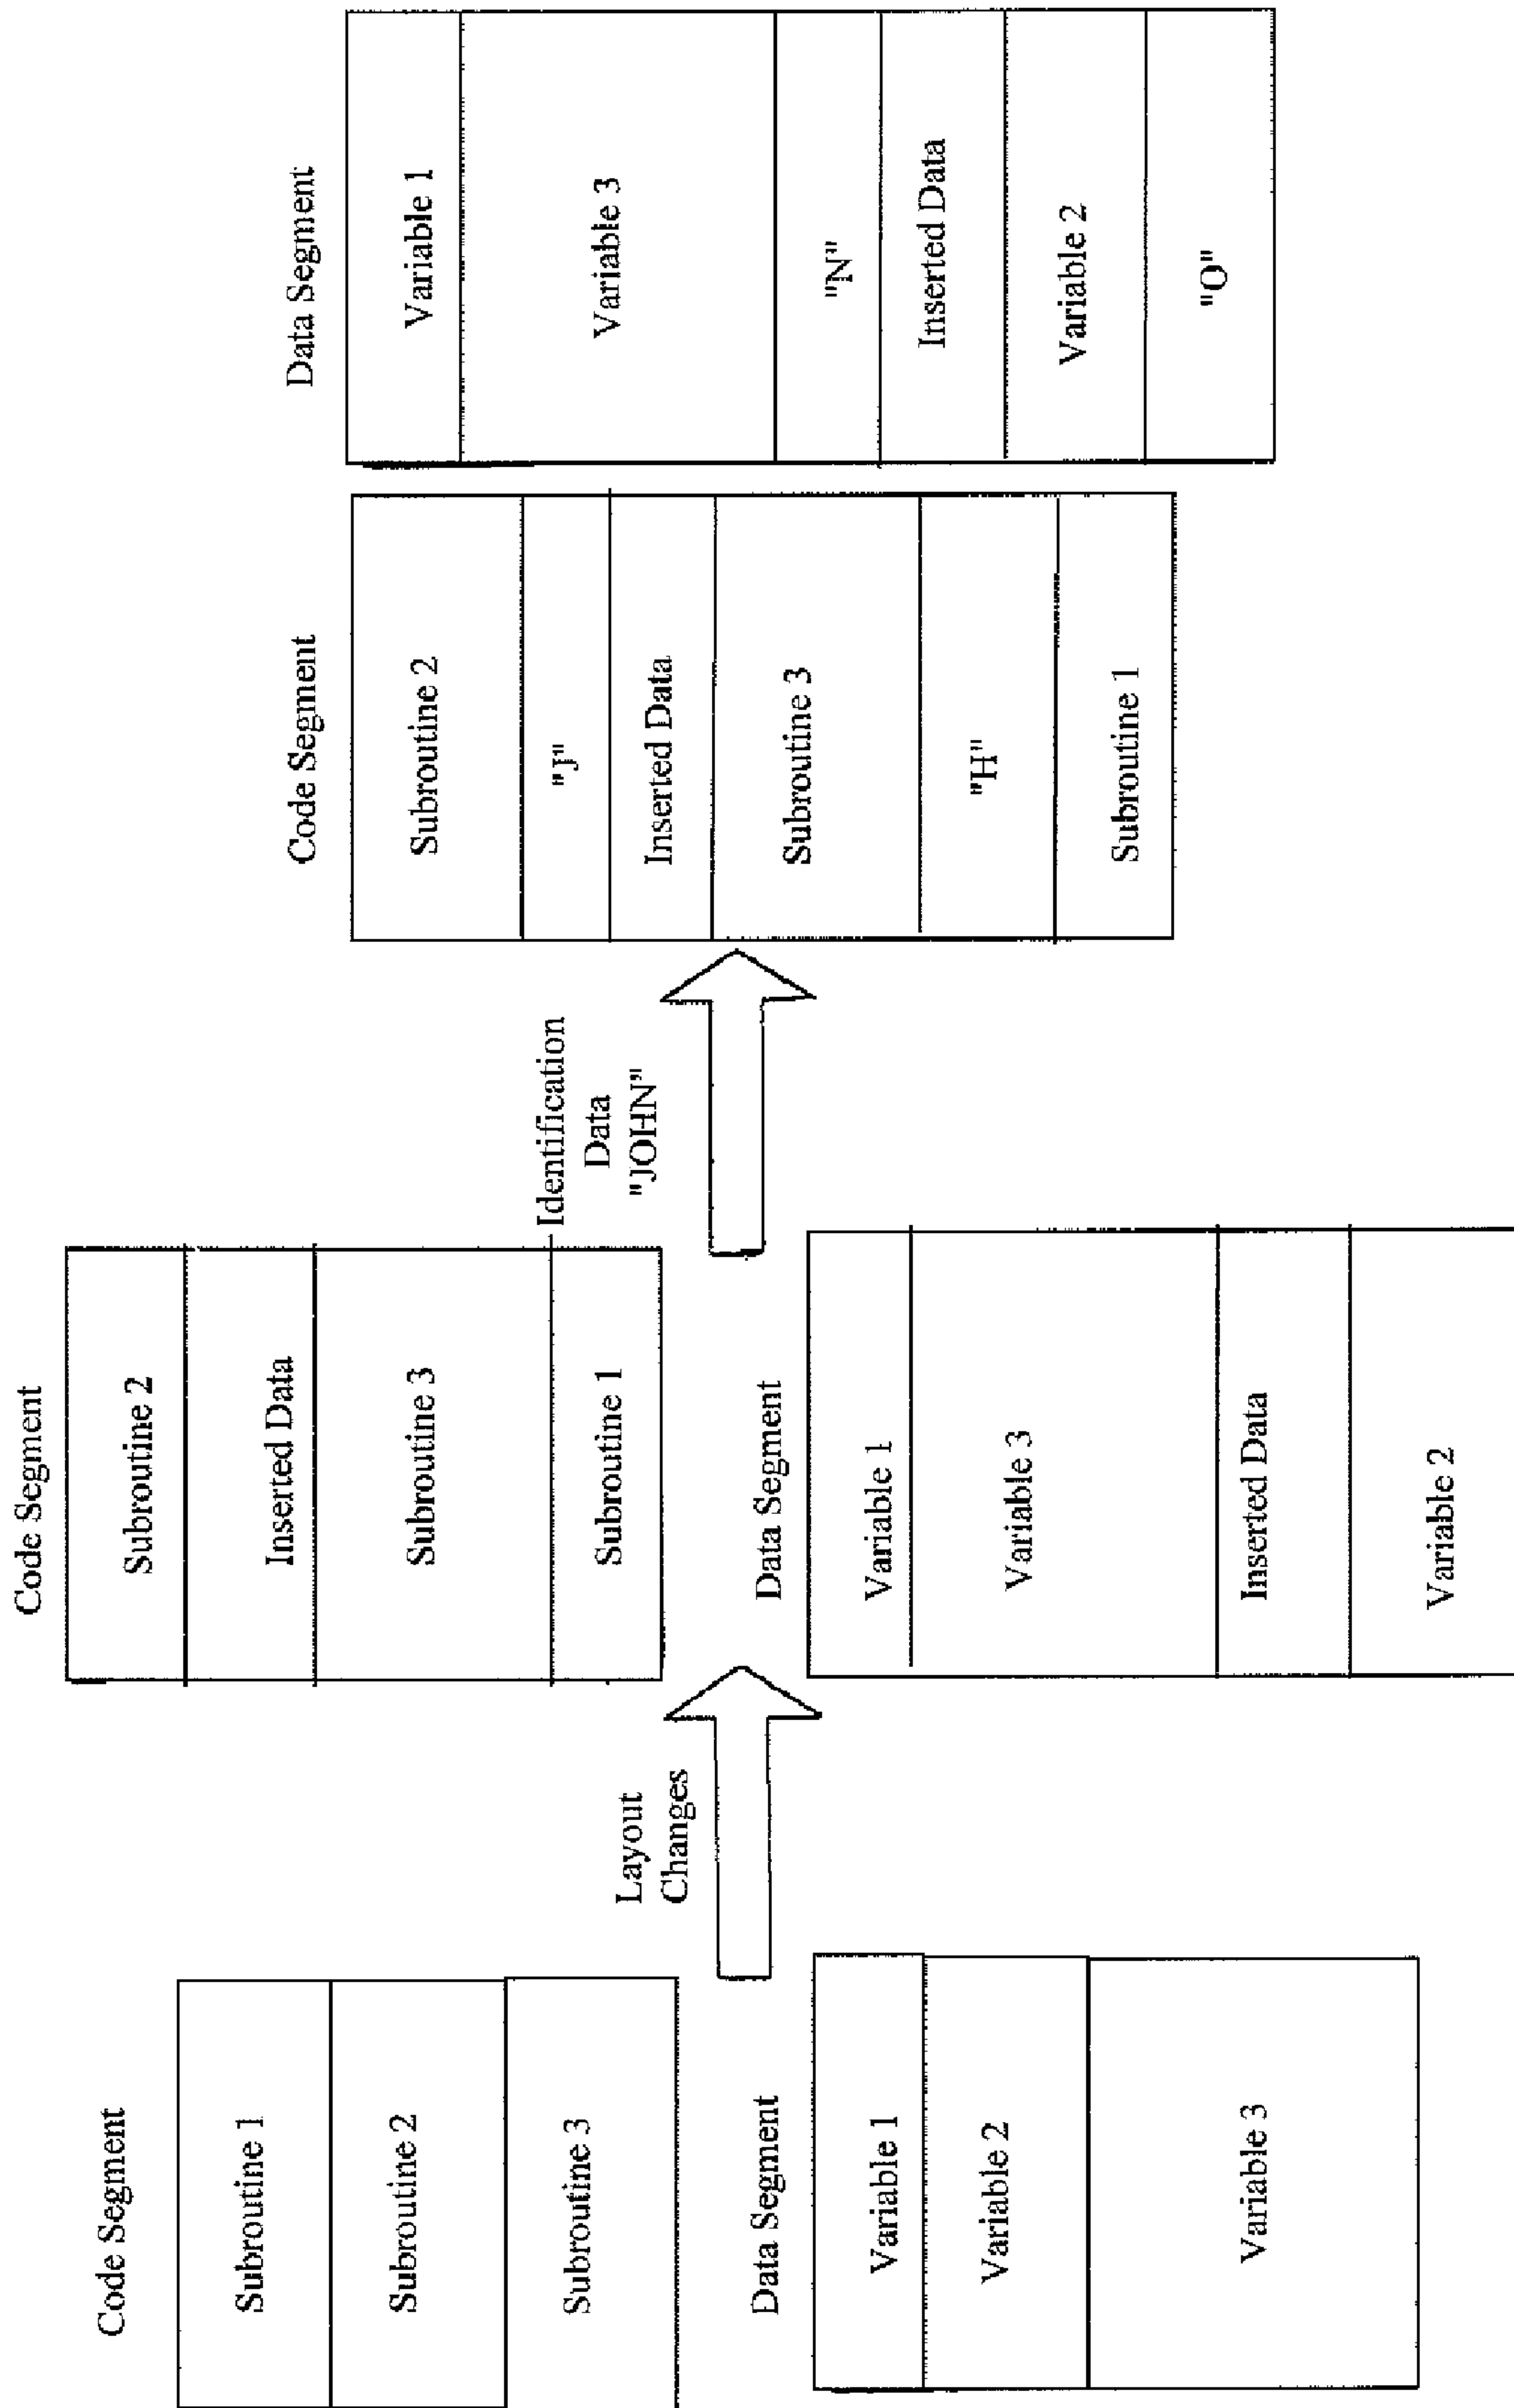 Code Segment
Subroutine 1
Subroutine 2
Subroutine 3
Data Segment
Variable 1
Variable 2
Variable 3
Layout
Changes
Code Segment
Subroutine 2
Inserted Data
Subroutine 3
Subroutine 1
Data Segment
Variable 1
Variable 3
Inserted Data
Variable 2
Identification
Data
"JOHN"
Code Segment
Subroutine 2
"J"
Inserted Data
Subroutine 3
"H"
Subroutine 1
Data Segment
Variable 1
Variable 3
"N"
Inserted Data
Variable 2
"O"